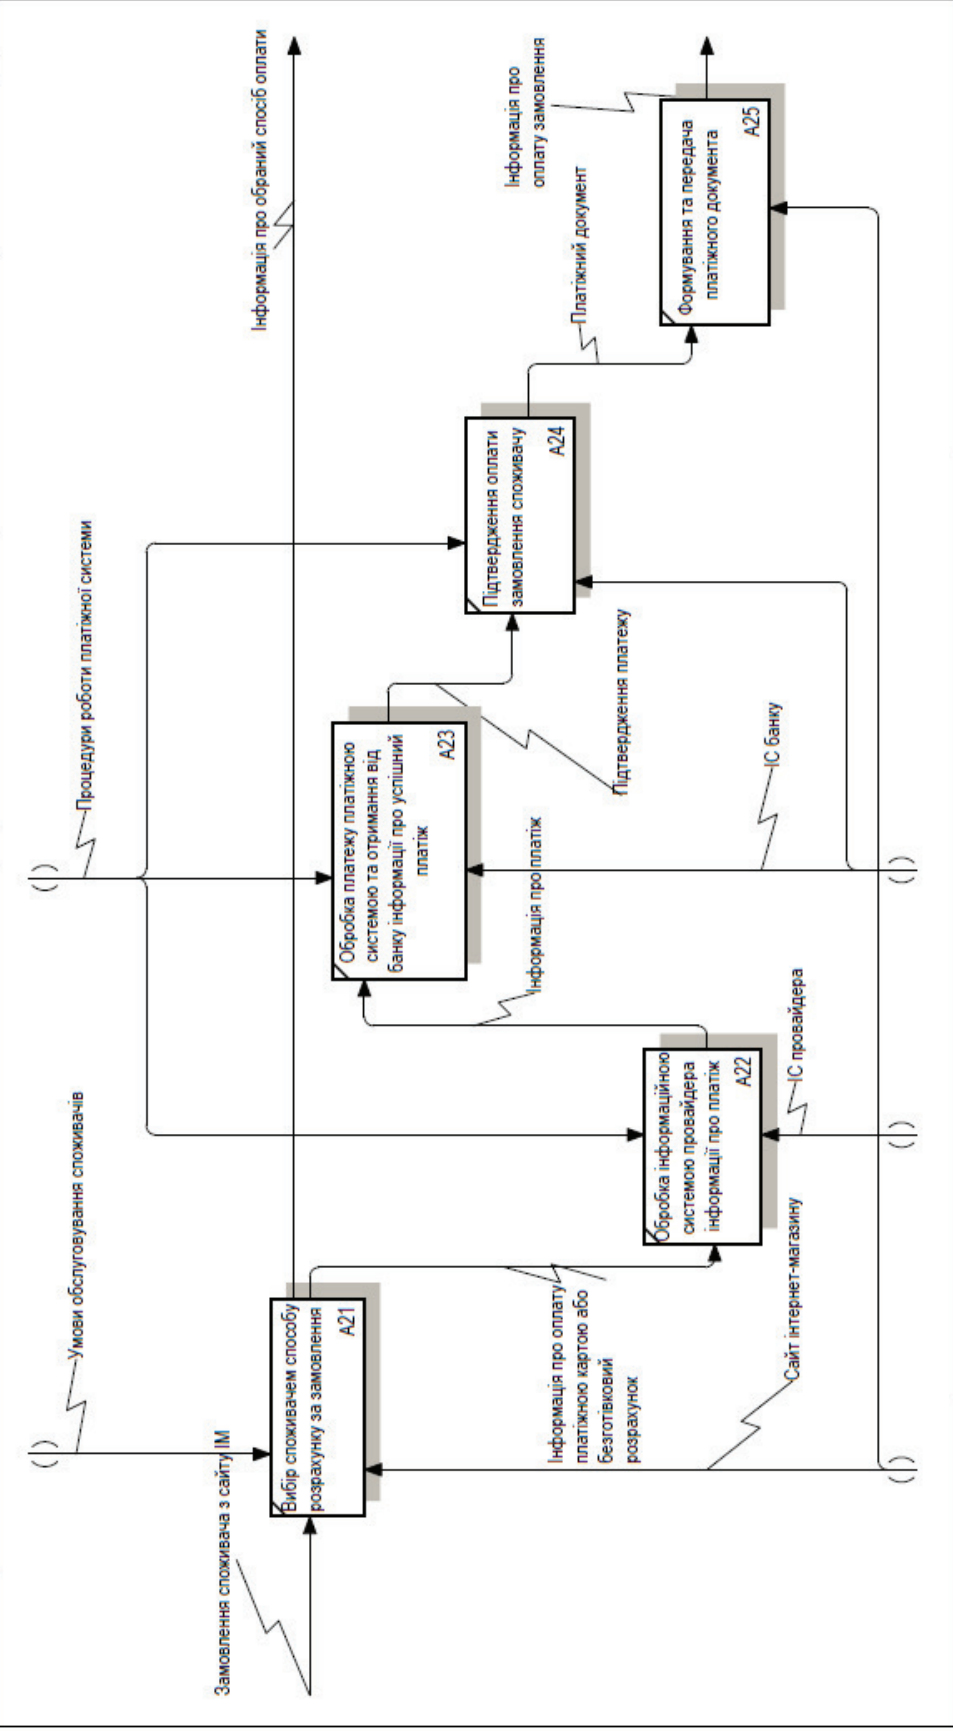 Умови обслуговування споживачів
Процедури роботи платіжної системи
Замовлення споживача з сайту ІМ
Інформація про обраний спосіб оплати
Вибір споживачем способу
розрахунку за замовлення
A21
Обробка платежу платіжною
системою та отримання від
банку інформації про успішний
платіж
A23
Підтвердження оплати
замовлення споживачу
A24
Інформація про
оплату замовлення
Платіжний документ
Інформація про оплату
платіжною картою або
безготівковий
розрахунок
Інформація про платіж
Підтвердження платежу
Обробка інформаційною
системою провайдера
інформації про платіж
A22
Формування та передача
платіжного документа
A25
Сайт інтернет-магазину
ІС провайдера
ІС банку